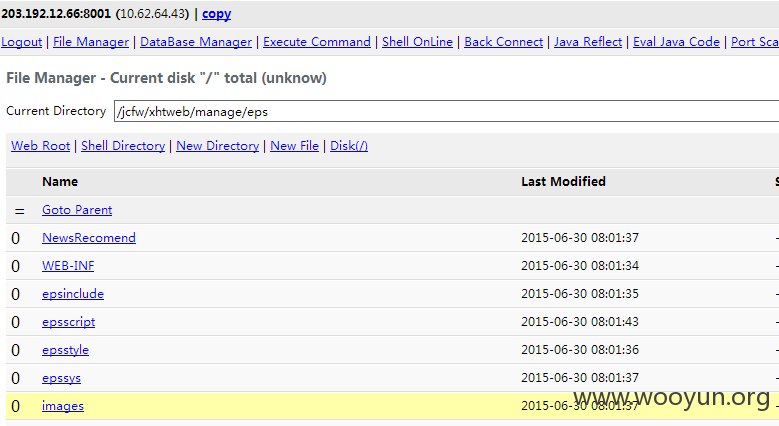 203.192.12.66:8001 (10.62.64.43) | copy
Logout | File Manager | DataBase Manager | Execute Command | Shell OnLine | Back Connect | Java Reflect | Eval Java Code | Port Sca
File Manager - Current disk "/" total (unknow)
Current Directory /jcfw/xhtweb/manage/eps
Web Root | Shell Directory | New Directory | New File | Disk(/)
Name Last Modified S
= Goto Parent
0 NewsRecomend 2015-06-30 08:01:37 -
0 WEB-INF 2015-06-30 08:01:34 -
0 epsinclude 2015-06-30 08:01:35 -
0 epsscript 2015-06-30 08:01:43 -
0 epsstyle 2015-06-30 08:01:36 -
0 epssys 2015-06-30 08:01:37 -
0 images 2015-06-30 08:01:37 -
www.wooyun.org